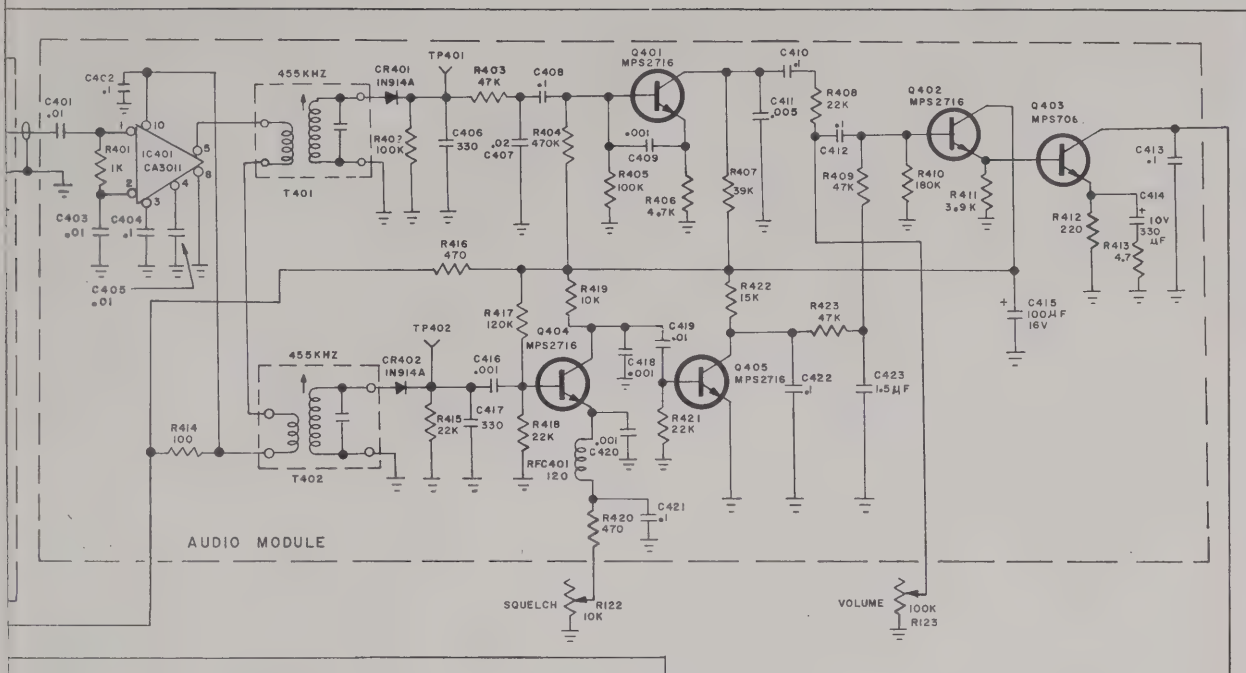 C401
.01
C402
.1
R401
1K
1
10
IC401
CA3011
5
8
4
2
3
C403
.01
C404
.1
C405
.01
455KHZ
T401
CR401
1N914A
TP401
R40?
100K
C406
330
R403
47K
.02
C407
C408
.1
R404
470K
Q401
MPS2716
.001
C409
R405
100K
R406
4.7K
R407
39K
C410
.1
C411
.005
R408
22K
.1
C412
R409
47K
Q402
MPS2716
R410
180K
R411
3.9K
Q403
MPS706
C413
.1
C414
+
10V
330
µF
R412
220
R413
4.7
R416
470
R417
120K
R419
10K
Q404
MPS2716
C419
.01
C418
.001
R422
15K
R423
47K
Q405
MPS2716
+
C415
100µF
16V
R414
100
455KHZ
T402
CR402
1N914A
TP402
C416
.001
R415
22K
C417
330
R418
22K
.001
C420
RFC401
120
R421
22K
C422
.1
C423
1.5µF
R420
470
C421
.1
AUDIO MODULE
SQUELCH
R122
10K
VOLUME
100K
R123